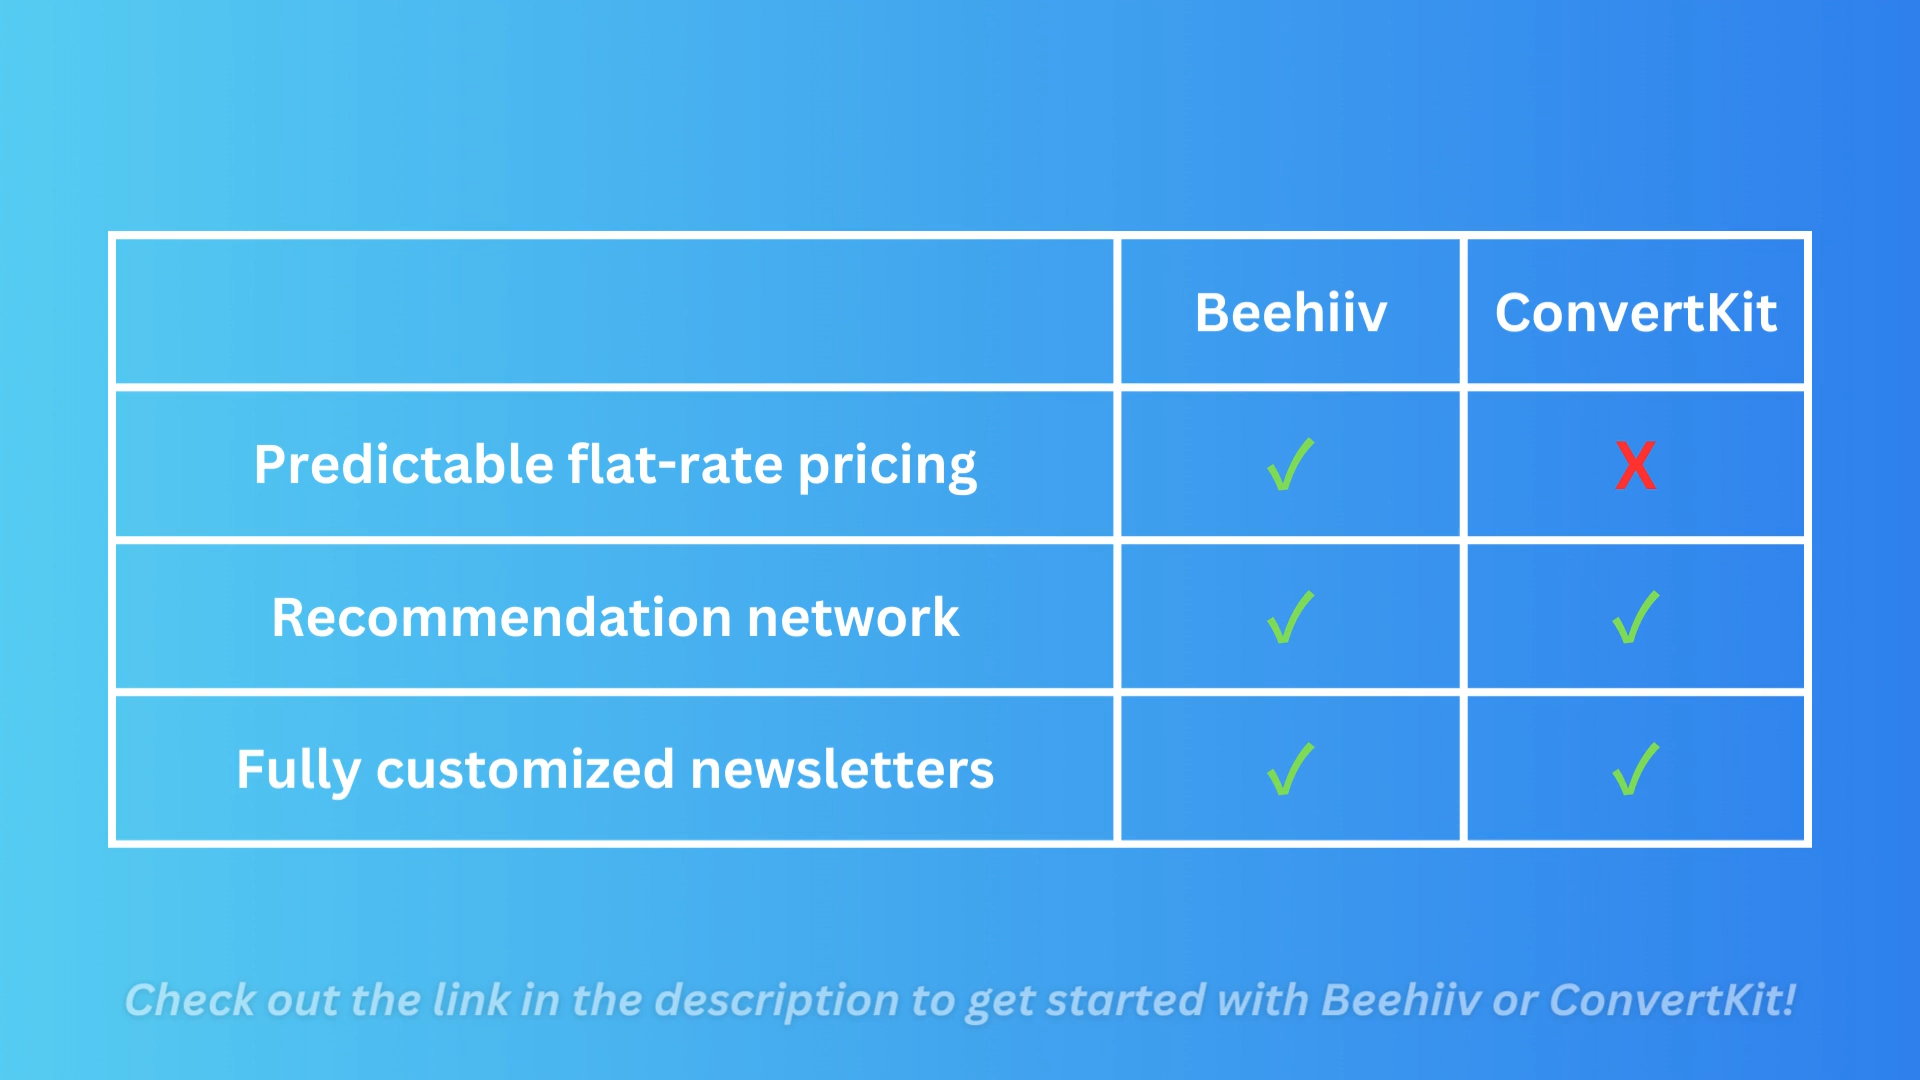 Beehiiv ConvertKit
Predictable flat-rate pricing ✓ X
Recommendation network ✓ ✓
Fully customized newsletters ✓ ✓
Check out the link in the description to get started with Beehiiv or ConvertKit!